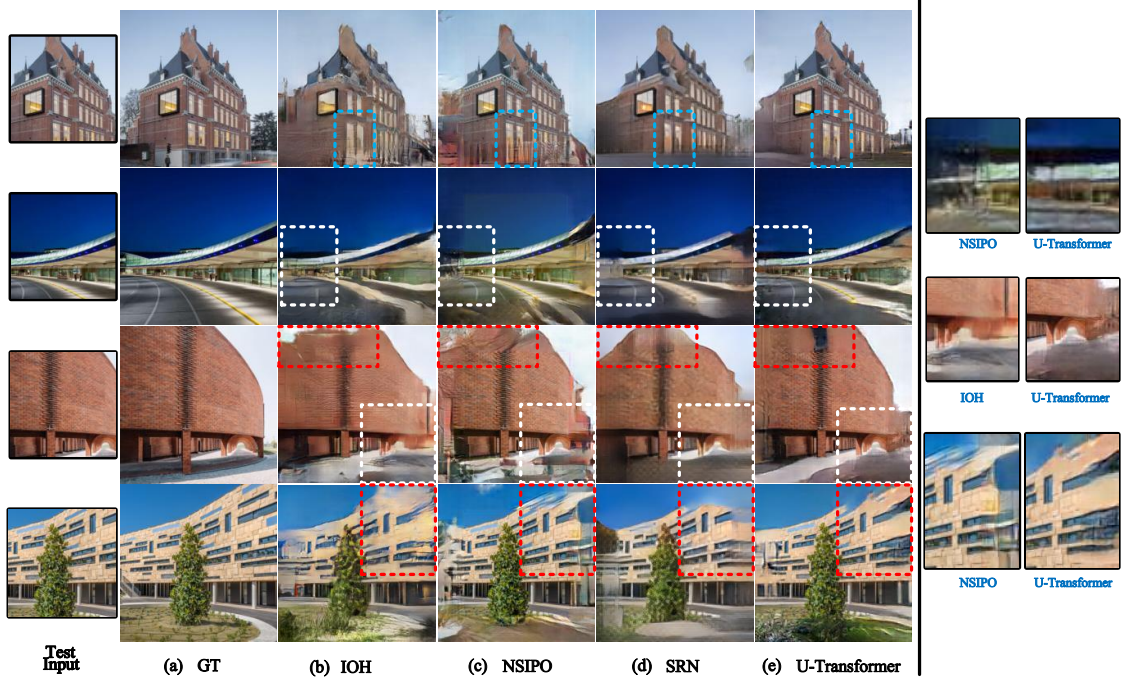 NSIPO U-Transformer
IOH U-Transformer
NSIPO U-Transformer
Test
Input
(a) GT (b) IOH (c) NSIPO (d) SRN (e) U-Transformer